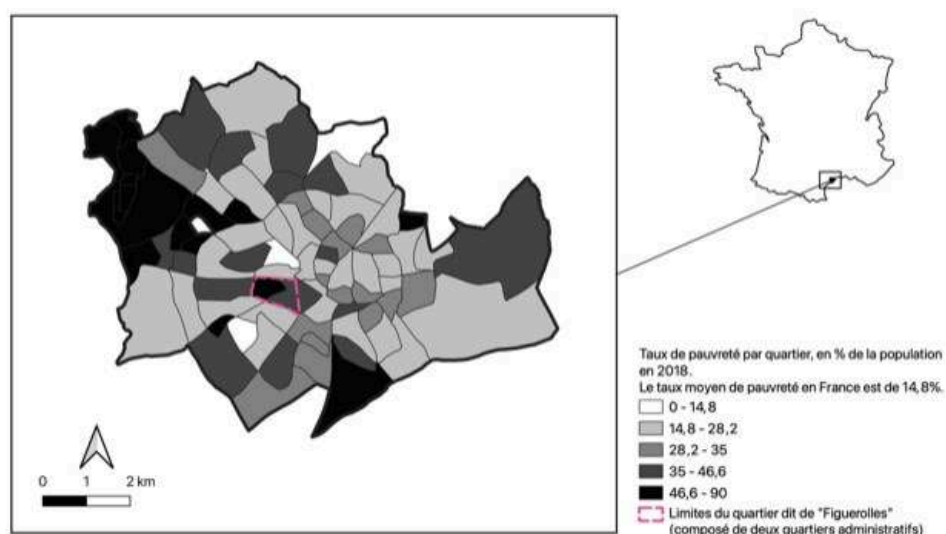 Taux de pauvreté par quartier, en % de la population
en 2018.
Le taux moyen de pauvreté en France est de 14,8%.
0 - 14,8
14,8 - 28,2
28,2 - 35
35 - 46,6
46,6 - 90
Limites du quartier dit de "Figuerolles"
(composé de deux quartiers administratifs)
0 1 2 km